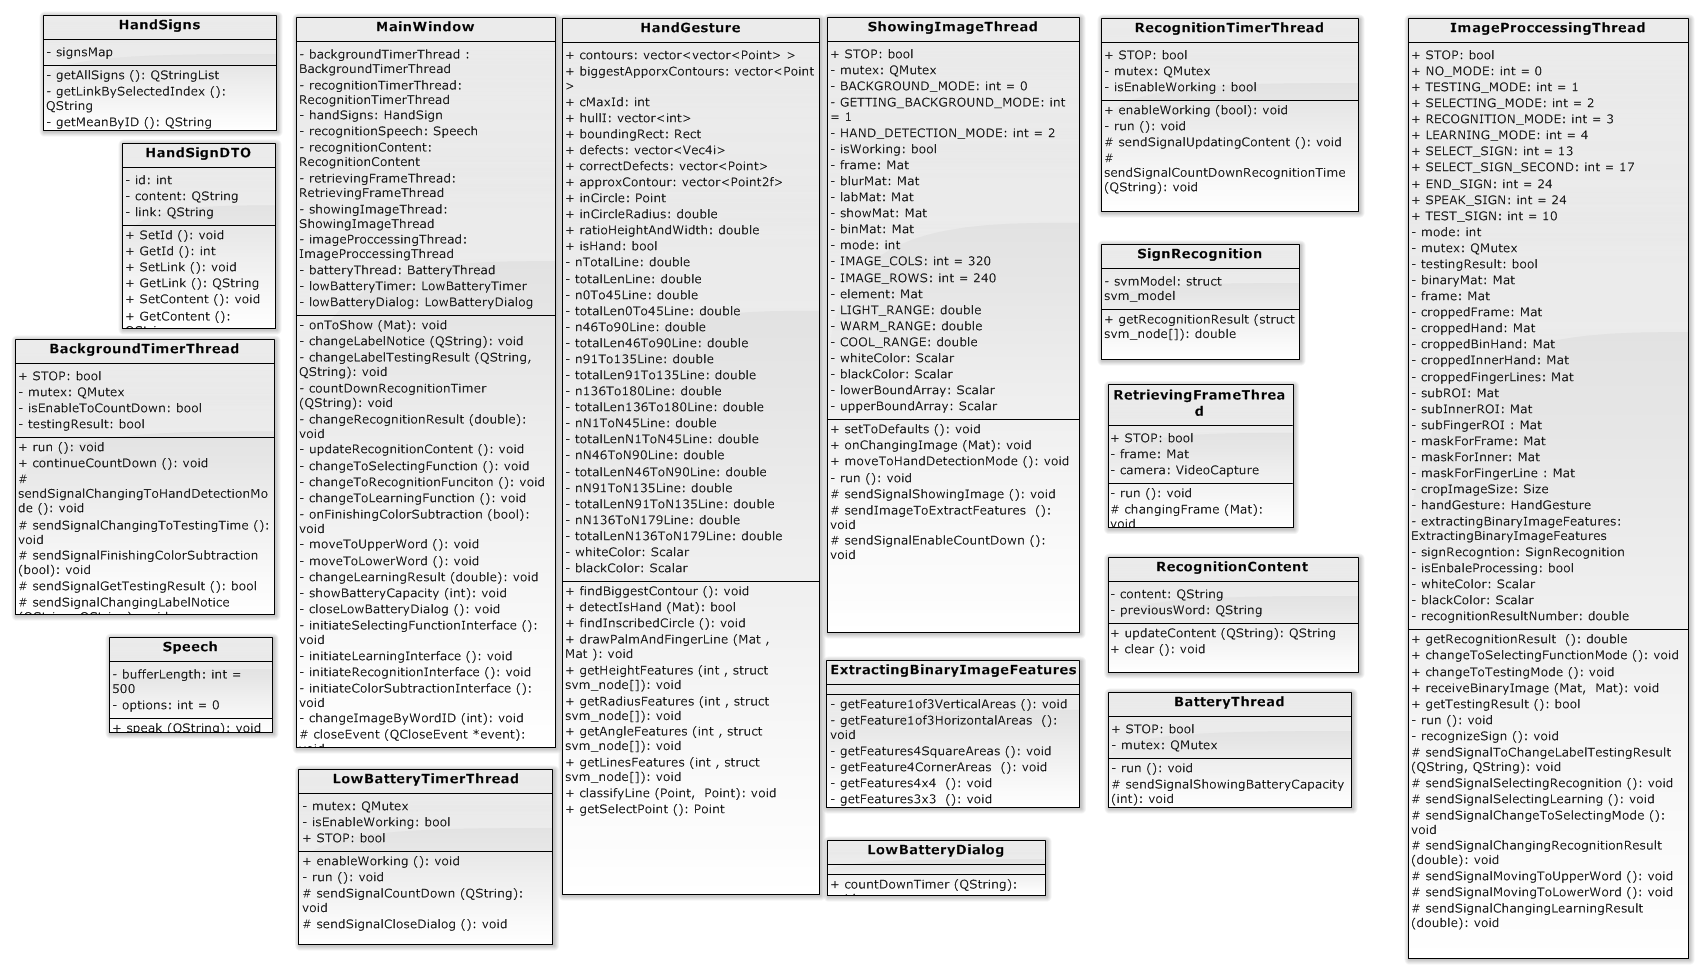 HandSigns
- signsMap
- getAllSigns (): QStringList
- getLinkBySelectedIndex ():
QString
- getMeanByID (): QString
HandSignDTO
- id: int
- content: QString
- link: QString
+ SetId (): void
+ GetId (): int
+ SetLink (): void
+ GetLink (): QString
+ SetContent (): void
+ GetContent ():
BackgroundTimerThread
+ STOP: bool
- mutex: QMutex
- isEnableToCountDown: bool
- testingResult: bool
+ run (): void
+ continueCountDown (): void
#
sendSignalChangingToHandDetectionMo
de (): void
# sendSignalChangingToTestingTime ():
void
# sendSignalFinishingColorSubtraction
(bool): void
# sendSignalGetTestingResult (): bool
# sendSignalChangingLabelNotice
Speech
- bufferLength: int =
500
- options: int = 0
+ speak (QString): void
MainWindow
- backgroundTimerThread :
BackgroundTimerThread
- recognitionTimerThread:
RecognitionTimerThread
- handSigns: HandSign
- recognitionSpeech: Speech
- recognitionContent:
RecognitionContent
- retrievingFrameThread:
RetrievingFrameThread
- showingImageThread:
ShowingImageThread
- imageProccessingThread:
ImageProccessingThread
- batteryThread: BatteryThread
- lowBatteryTimer: LowBatteryTimer
- lowBatteryDialog: LowBatteryDialog
- onToShow (Mat): void
- changeLabelNotice (QString): void
- changeLabelTestingResult (QString,
QString): void
- countDownRecognitionTimer
(QString): void
- changeRecognitionResult (double):
void
- updateRecognitionContent (): void
- changeToSelectingFunction (): void
- changeToRecognitionFunciton (): void
- changeToLearningFunction (): void
- onFinishingColorSubtraction (bool):
void
- moveToUpperWord (): void
- moveToLowerWord (): void
- changeLearningResult (double): void
- showBatteryCapacity (int): void
- closeLowBatteryDialog (): void
- initiateSelectingFunctionInterface ():
void
- initiateLearningInterface (): void
- initiateRecognitionInterface (): void
- initiateColorSubtractionInterface ():
void
- changeImageByWordID (int): void
# closeEvent (QCloseEvent *event):
LowBatteryTimerThread
- mutex: QMutex
- isEnableWorking: bool
+ STOP: bool
+ enableWorking (): void
- run (): void
# sendSignalCountDown (QString):
void
# sendSignalCloseDialog (): void
HandGesture
+ contours: vector<vector<Point> >
+ biggestApporxContours: vector<Point
>
+ cMaxId: int
+ hullI: vector<int>
+ boundingRect: Rect
+ defects: vector<Vec4i>
+ correctDefects: vector<Point>
+ approxContour: vector<Point2f>
+ inCircle: Point
+ inCircleRadius: double
+ ratioHeightAndWidth: double
+ isHand: bool
- nTotalLine: double
- totalLenLine: double
- n0To45Line: double
- totalLen0To45Line: double
- n46To90Line: double
- totalLen46To90Line: double
- n91To135Line: double
- totalLen91To135Line: double
- n136To180Line: double
- totalLen136To180Line: double
- nN1ToN45Line: double
- totalLenN1ToN45Line: double
- nN46ToN90Line: double
- totalLenN46ToN90Line: double
- nN91ToN135Line: double
- totalLenN91ToN135Line: double
- nN136ToN179Line: double
- totalLenN136ToN179Line: double
- whiteColor: Scalar
- blackColor: Scalar
+ findBiggestContour (): void
+ detectIsHand (Mat): bool
+ findInscribedCircle (): void
+ drawPalmAndFingerLine (Mat ,
Mat ): void
+ getHeightFeatures (int , struct
svm_node[]): void
+ getRadiusFeatures (int , struct
svm_node[]): void
+ getAngleFeatures (int , struct
svm_node[]): void
+ getLinesFeatures (int , struct
svm_node[]): void
+ classifyLine (Point, Point): void
+ getSelectPoint (): Point
ShowingImageThread
+ STOP: bool
- mutex: QMutex
- BACKGROUND_MODE: int = 0
- GETTING_BACKGROUND_MODE: int
= 1
- HAND_DETECTION_MODE: int = 2
- isWorking: bool
- frame: Mat
- blurMat: Mat
- labMat: Mat
- showMat: Mat
- binMat: Mat
- mode: int
- IMAGE_COLS: int = 320
- IMAGE_ROWS: int = 240
- element: Mat
- LIGHT_RANGE: double
- WARM_RANGE: double
- COOL_RANGE: double
- whiteColor: Scalar
- blackColor: Scalar
- lowerBoundArray: Scalar
- upperBoundArray: Scalar
+ setToDefaults (): void
+ onChangingImage (Mat): void
+ moveToHandDetectionMode (): void
- run (): void
# sendSignalShowingImage (): void
# sendImageToExtractFeatures (): void
# sendSignalEnableCountDown ():
void
ExtractingBinaryImageFeatures
- getFeature1of3VerticalAreas (): void
- getFeature1of3HorizontalAreas ():
void
- getFeatures4SquareAreas (): void
- getFeature4CornerAreas (): void
- getFeatures4x4 (): void
- getFeatures3x3 (): void
LowBatteryDialog
+ countDownTimer (QString):
RecognitionTimerThread
+ STOP: bool
- mutex: QMutex
- isEnableWorking : bool
+ enableWorking (bool): void
- run (): void
# sendSignalUpdatingContent (): void
#
sendSignalCountDownRecognitionTime
(QString): void
SignRecognition
- svmModel: struct
svm_model
+ getRecognitionResult (struct
svm_node[]): double
RetrievingFrameThrea
d
+ STOP: bool
- frame: Mat
- camera: VideoCapture
- run (): void
# changingFrame (Mat):
void
RecognitionContent
- content: QString
- previousWord: QString
+ updateContent (QString): QString
+ clear (): void
BatteryThread
+ STOP: bool
- mutex: QMutex
- run (): void
# sendSignalShowingBatteryCapacity
(int): void
ImageProccessingThread
+ STOP: bool
+ NO_MODE: int = 0
+ TESTING_MODE: int = 1
+ SELECTING_MODE: int = 2
+ RECOGNITION_MODE: int = 3
+ LEARNING_MODE: int = 4
+ SELECT_SIGN: int = 13
+ SELECT_SIGN_SECOND: int = 17
+ END_SIGN: int = 24
+ SPEAK_SIGN: int = 24
+ TEST_SIGN: int = 10
- mode: int
- mutex: QMutex
- testingResult: bool
- binaryMat: Mat
- frame: Mat
- croppedFrame: Mat
- croppedHand: Mat
- croppedBinHand: Mat
- croppedInnerHand: Mat
- croppedFingerLines: Mat
- subROI: Mat
- subInnerROI: Mat
- subFingerROI : Mat
- maskForFrame: Mat
- maskForInner: Mat
- maskForFingerLine : Mat
- cropImageSize: Size
- handGesture: HandGesture
- extractingBinaryImageFeatures:
ExtractingBinaryImageFeatures
- signRecogntion: SignRecognition
- isEnbaleProcessing: bool
- whiteColor: Scalar
- blackColor: Scalar
- recognitionResultNumber: double
+ getRecognitionResult (): double
+ changeToSelectingFunctionMode (): void
+ changeToTestingMode (): void
+ receiveBinaryImage (Mat, Mat): void
+ getTestingResult (): bool
- run (): void
- recognizeSign (): void
# sendSignalToChangeLabelTestingResult
(QString, QString): void
# sendSignalSelectingRecognition (): void
# sendSignalSelectingLearning (): void
# sendSignalChangeToSelectingMode ():
void
# sendSignalChangingRecognitionResult
(double): void
# sendSignalMovingToUpperWord (): void
# sendSignalMovingToLowerWord (): void
# sendSignalChangingLearningResult
(double): void